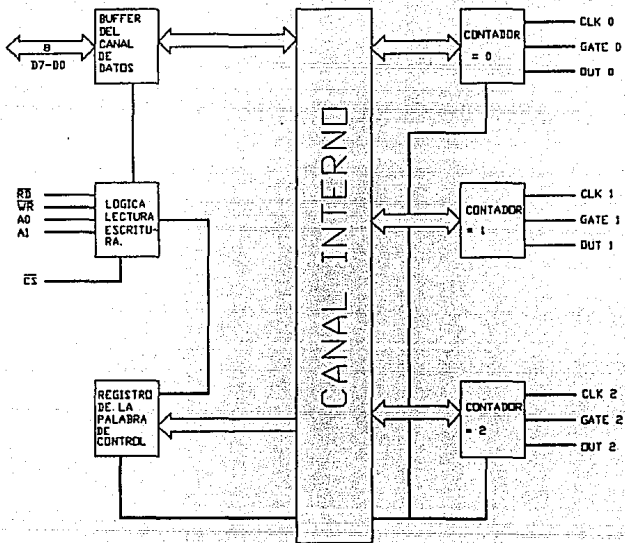 BUFFER
DEL
CANAL
DE
DATOS
8
D7-D0
RD
WR
A0
A1
CS
LOGICA
LECTURA
ESCRITU-
RA.
REGISTRO
DE LA
PALABRA
DE
CONTROL
CANAL INTERNO
CONTADOR
= 0
CLK 0
GATE 0
OUT 0
CONTADOR
= 1
CLK 1
GATE 1
OUT 1
CONTADOR
= 2
CLK 2
GATE 2
OUT 2